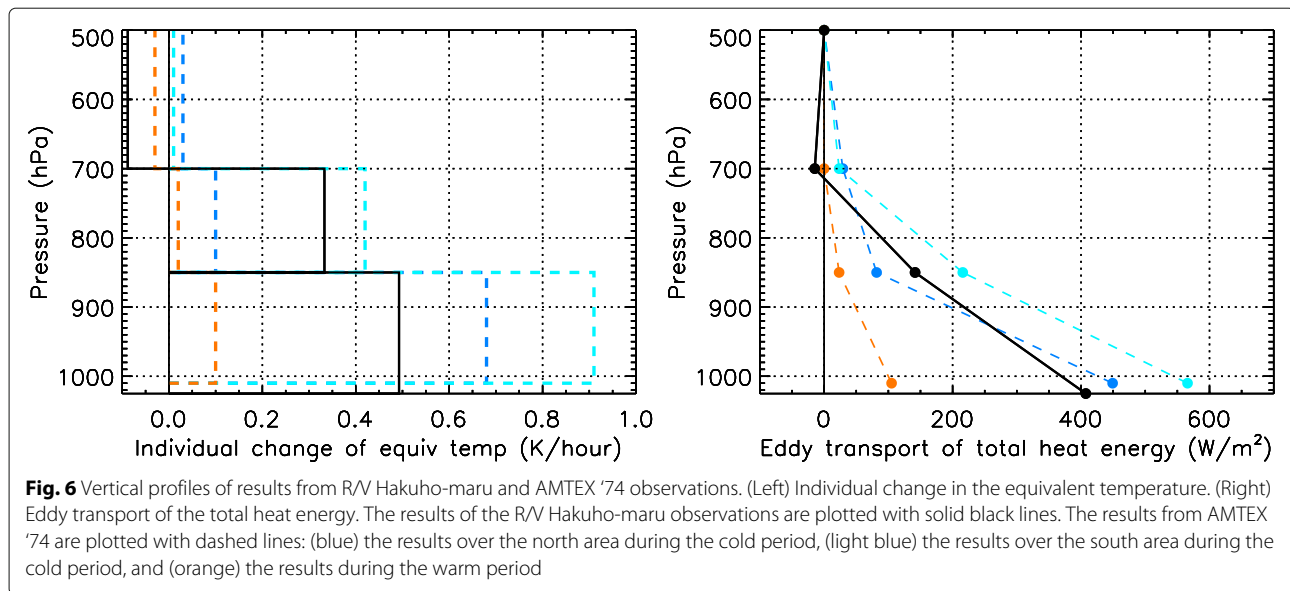 500
600
700
800
900
1000
Pressure (hPa)
0.0 0.2 0.4 0.6 0.8 1.0
Individual change of equiv temp (K/hour)
500
600
700
800
900
1000
Pressure (hPa)
0 200 400 600
Eddy transport of total heat energy (W/m²)
Fig. 6 Vertical profiles of results from R/V Hakuho-maru and AMTEX ‘74 observations. (Left) Individual change in the equivalent temperature. (Right)
Eddy transport of the total heat energy. The results of the R/V Hakuho-maru observations are plotted with solid black lines. The results from AMTEX
‘74 are plotted with dashed lines: (blue) the results over the north area during the cold period, (light blue) the results over the south area during the
cold period, and (orange) the results during the warm period